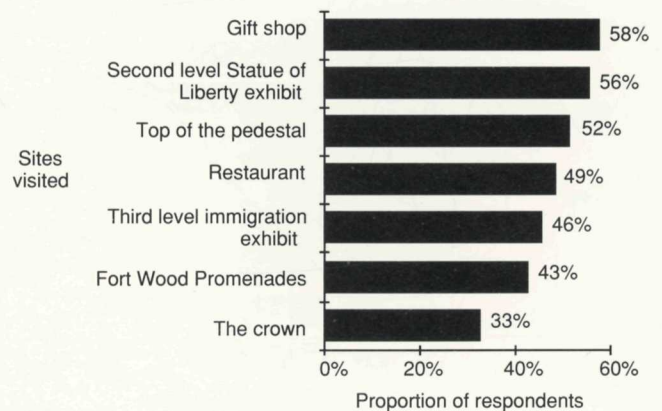 Gift shop
58%
Second level Statue of
Liberty exhibit
56%
Top of the pedestal
52%
Sites
visited
Restaurant
49%
Third level immigration
exhibit
46%
Fort Wood Promenades
43%
The crown
33%
0%
20%
40%
60%
Proportion of respondents